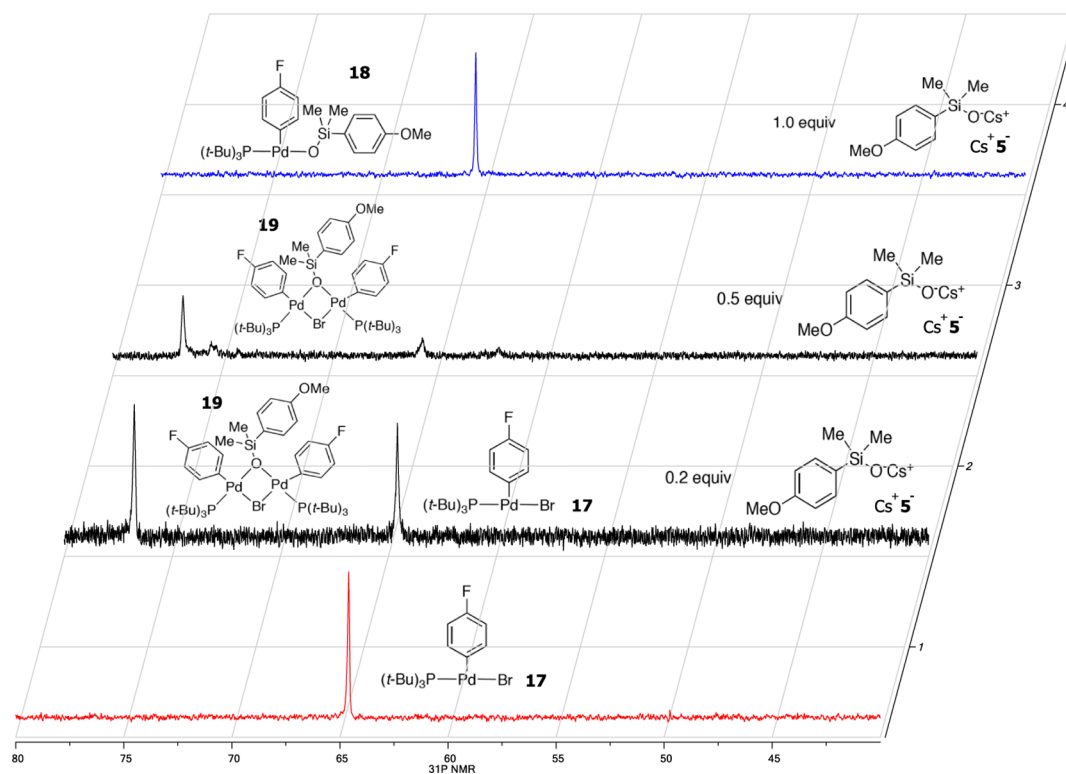 F
18
Me Me
Si
OMe
(t-Bu)₃P Pd O
1.0 equiv
Me Me
Si
O⁻Cs⁺
MeO
Cs⁺5⁻
4
19
OMe
F
Me
Me Si
F
O
Pd Pd
(t-Bu)₃P Br P(t-Bu)₃
0.5 equiv
Me Me
Si
O⁻Cs⁺
MeO
Cs⁺5⁻
3
19
OMe
F
Me
Me Si
F
O
Pd Pd
(t-Bu)₃P Br P(t-Bu)₃
F
(t-Bu)₃P Pd Br 17
0.2 equiv
Me Me
Si
O⁻Cs⁺
MeO
Cs⁺5⁻
2
F
(t-Bu)₃P Pd Br 17
1
80 75 70 65 60 55 50 45
31P NMR